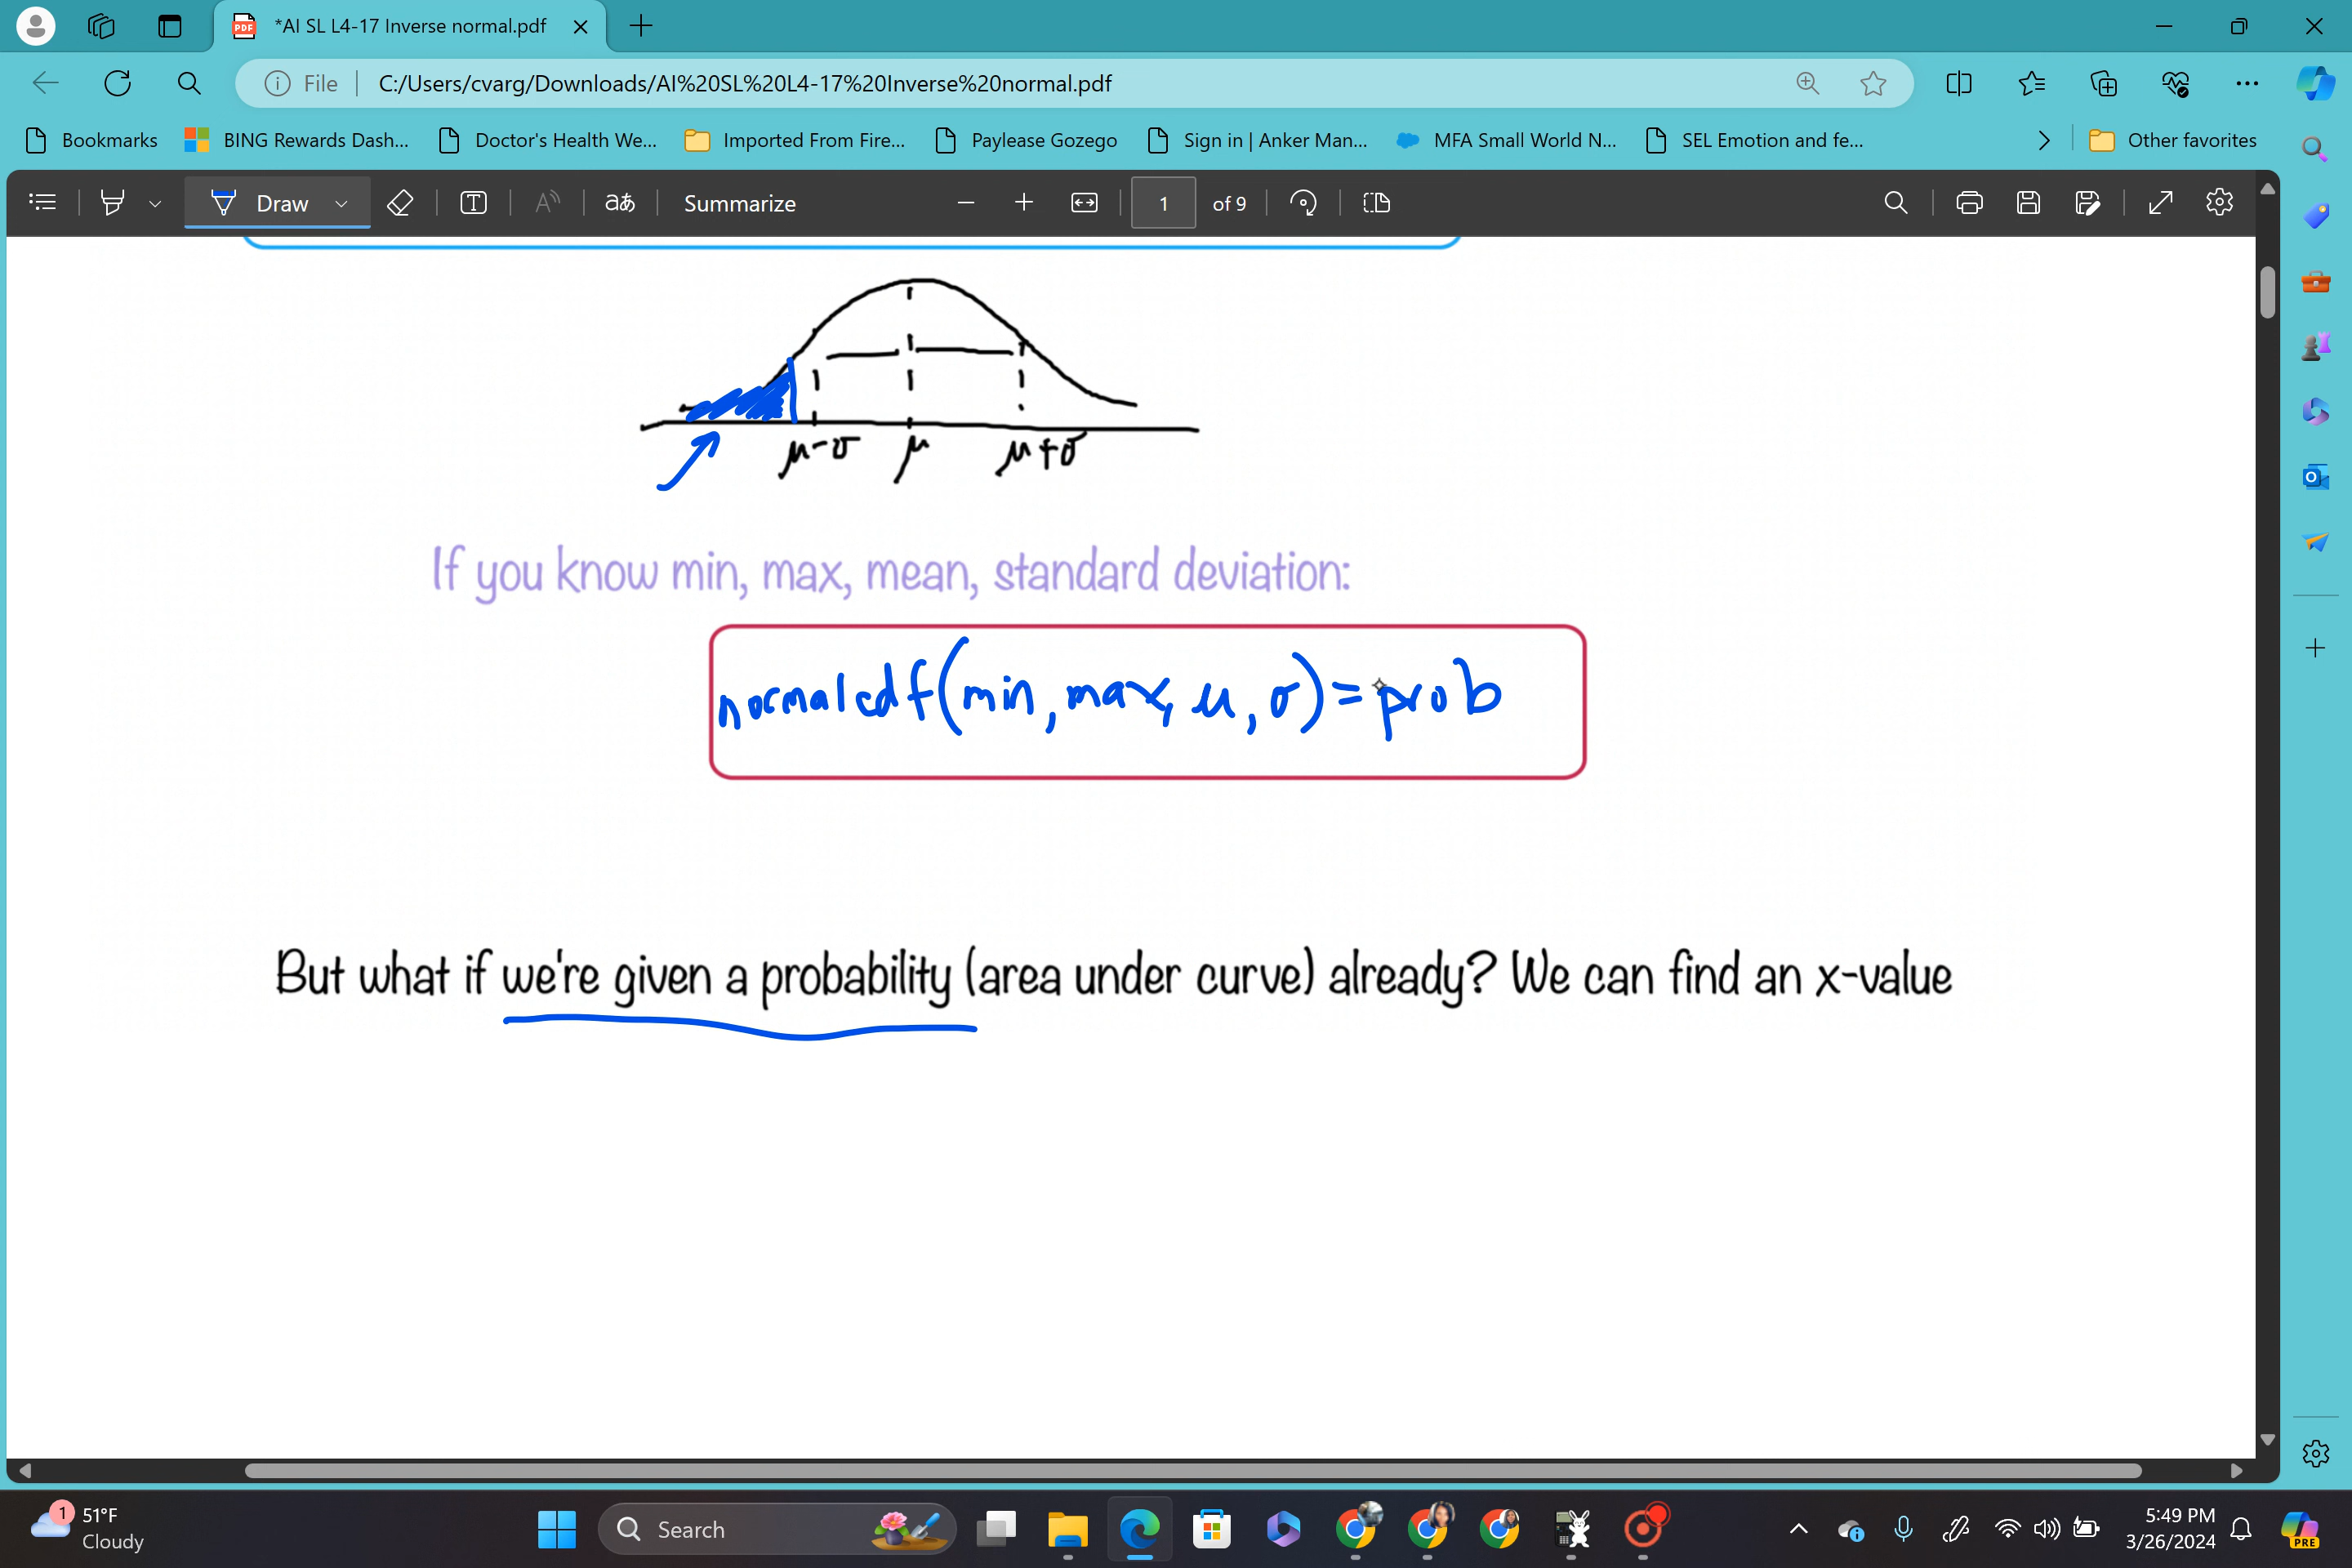 *AI SL L4-17 Inverse normal.pdf
File C:/Users/cvarg/Downloads/AI%20SL%20L4-17%20Inverse%20normal.pdf
Bookmarks BING Rewards Dash... Doctor's Health We... Imported From Fire... Paylease Gozego Sign in | Anker Man... MFA Small World N... SEL Emotion and fe... Other favorites
Draw Summarize 1 of 9
μ-σ μ μ+σ
If you know min, max, mean, standard deviation:
normalcdf(min, max, μ, σ) = prob
But what if we're given a probability (area under curve) already? We can find an x-value
1 51°F
Cloudy
Search
5:49 PM
3/26/2024
PRE